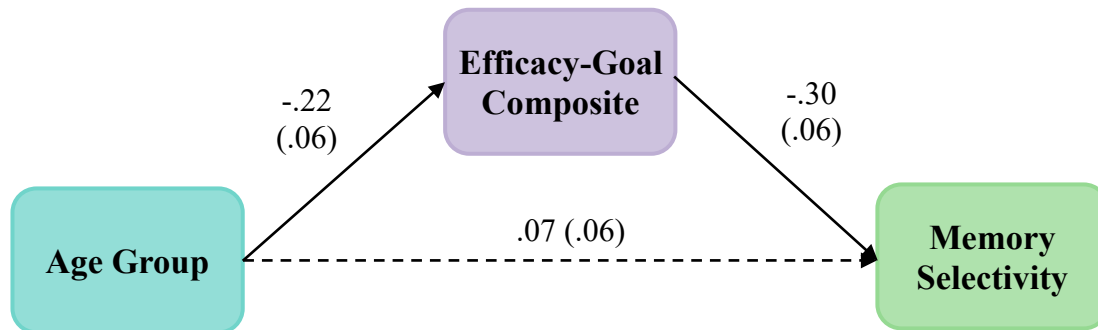 Efficacy-Goal
Composite
-.22
(.06)
-.30
(.06)
.07 (.06)
Age Group
Memory
Selectivity